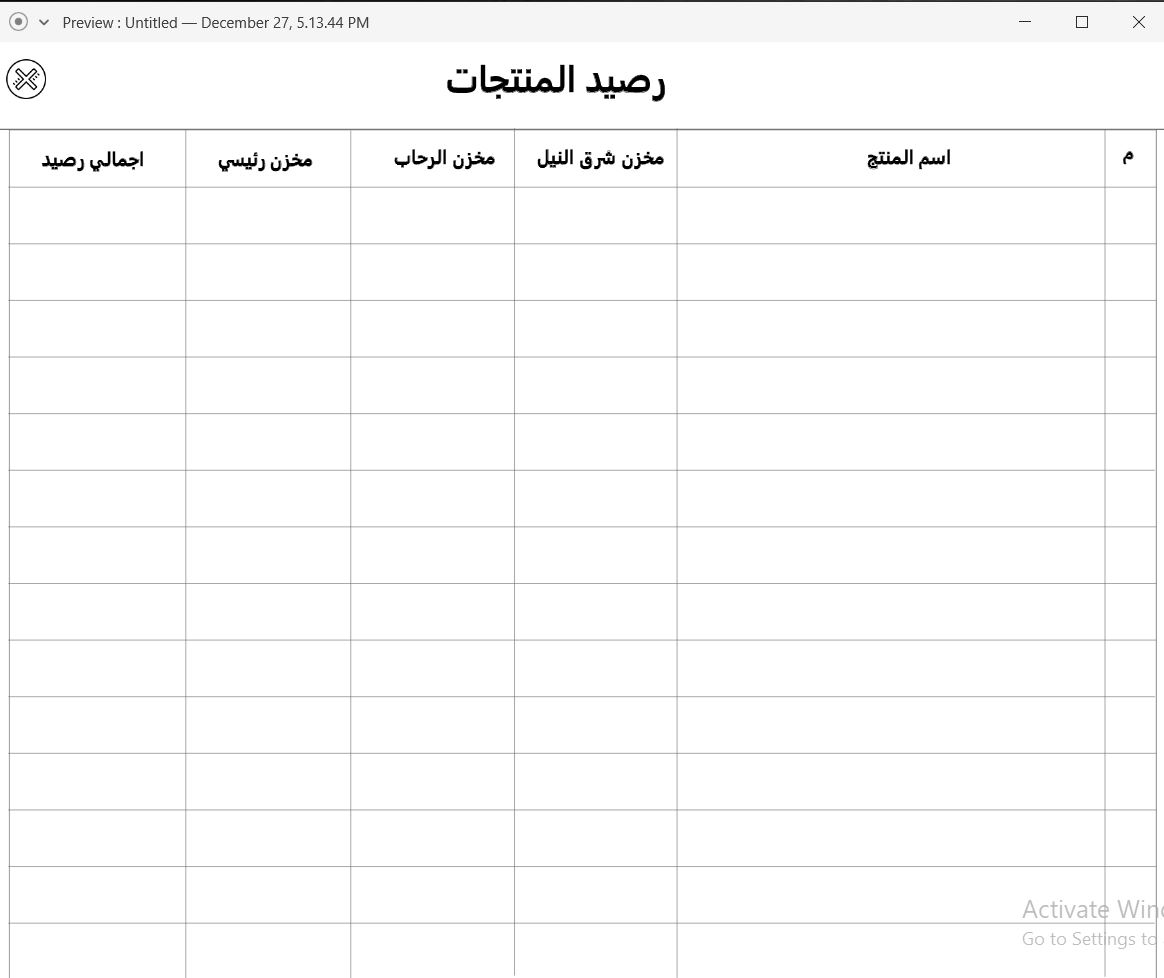 Preview : Untitled — December 27, 5.13.44 PM
رصيد المنتجات
م اسم المنتج مخزن شرق النيل مخزن الرحاب مخزن رئيسي اجمالي رصيد
Activate Wind
Go to Settings to